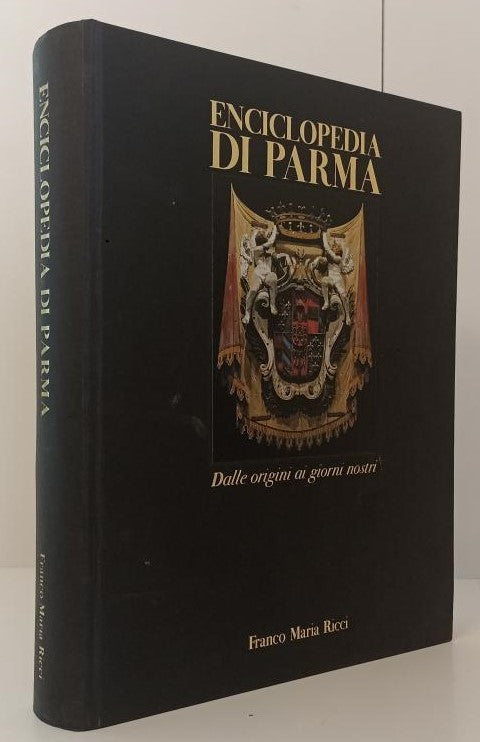 ENCICLOPEDIA
DI PARMA
Dalle origini ai giorni nostri
Franco Maria Ricci
ENCICLOPEDIA DI PARMA
Franco Maria Ricci